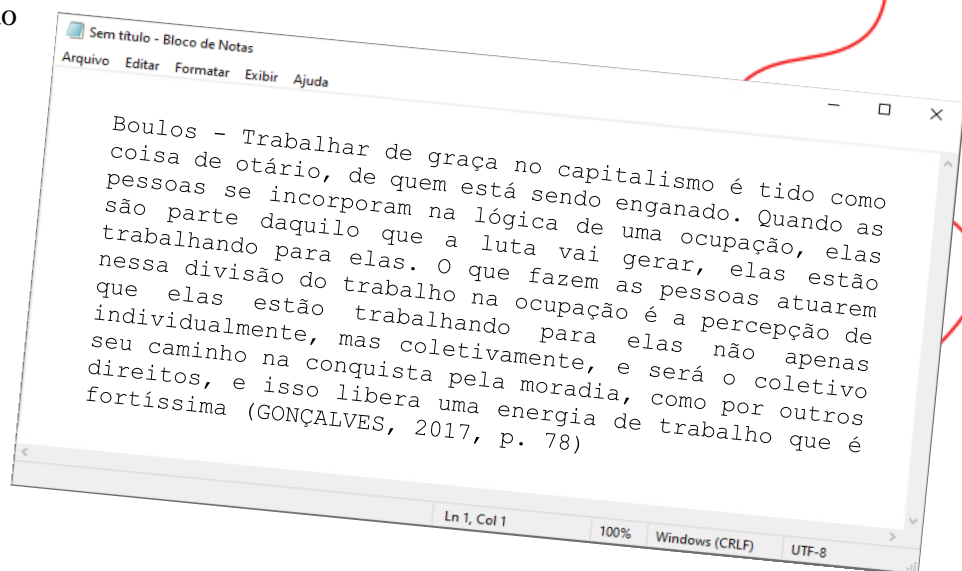 o
Sem título - Bloco de Notas
Arquivo Editar Formatar Exibir Ajuda
Boulos - Trabalhar de graça no capitalismo é tido como
coisa de otário, de quem está sendo enganado. Quando as
pessoas se incorporam na lógica de uma ocupação, elas
são parte daquilo que a luta vai gerar, elas estão
trabalhando para elas. O que fazem as pessoas atuarem
nessa divisão do trabalho na ocupação é a percepção de
que elas estão trabalhando para elas não apenas
individualmente, mas coletivamente, e será o coletivo
seu caminho na conquista pela moradia, como por outros
direitos, e isso libera uma energia de trabalho que é
fortíssima (GONÇALVES, 2017, p. 78)
Ln 1, Col 1 100% Windows (CRLF) UTF-8